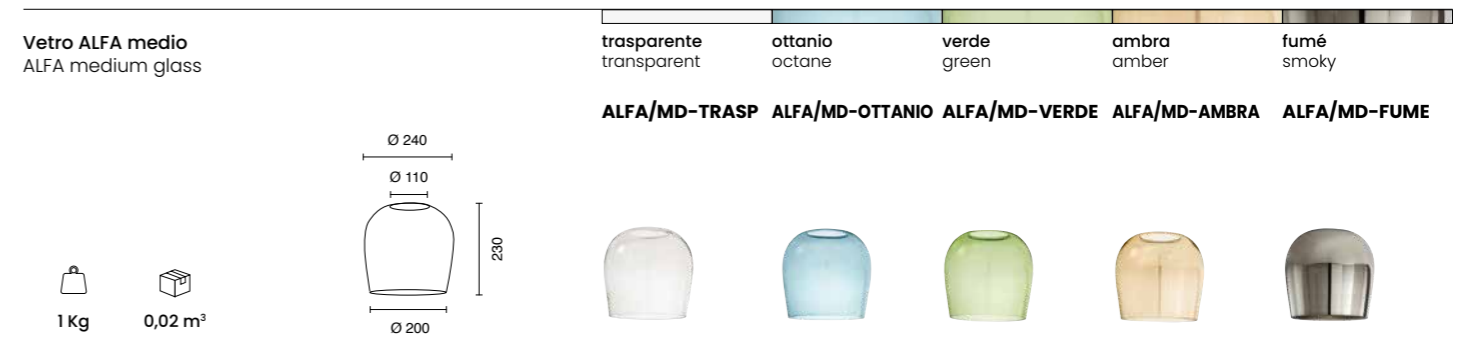 Vetro ALFA medio
ALFA medium glass
trasparente
transparent
ottanio
octane
verde
green
ambra
amber
fumé
smoky
ALFA/MD-TRASP
ALFA/MD-OTTANIO
ALFA/MD-VERDE
ALFA/MD-AMBRA
ALFA/MD-FUME
Ø 240
Ø 110
230
Ø 200
1 Kg
0,02 m³